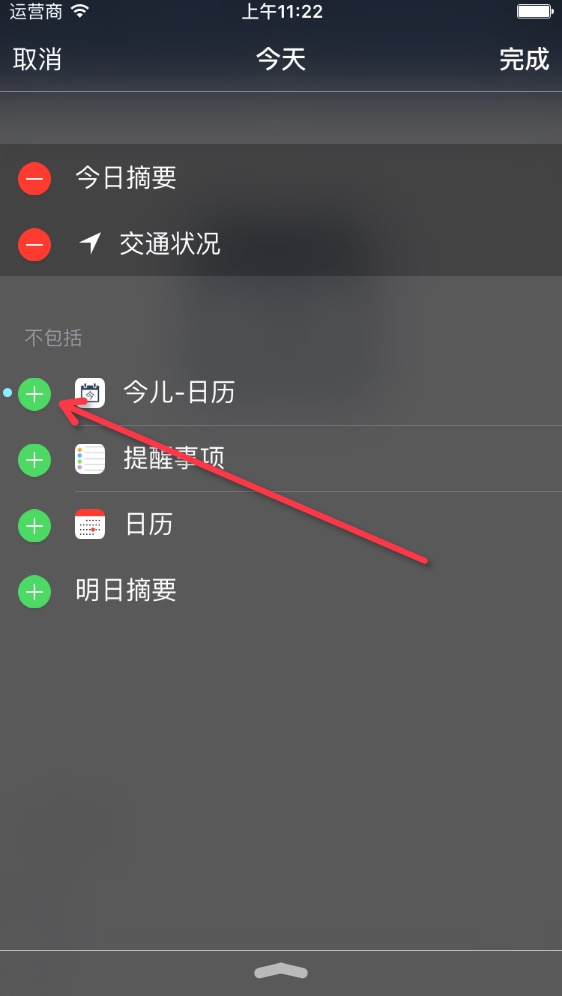 运营商 上午11:22
取消 今天 完成
今日摘要
交通状况
不包括
今儿-日历
提醒事项
日历
明日摘要